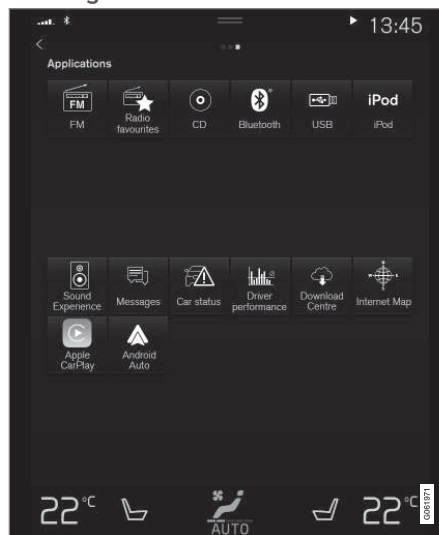 13:45
Applications
FM
FM
Radio
favourites
CD
Bluetooth
USB
iPod
iPod
Sound
Experience
Messages
Car status
Driver
performance
Download
Centre
Internet Map
Apple
CarPlay
Android
Auto
22°C
AUTO
22°C
G061971